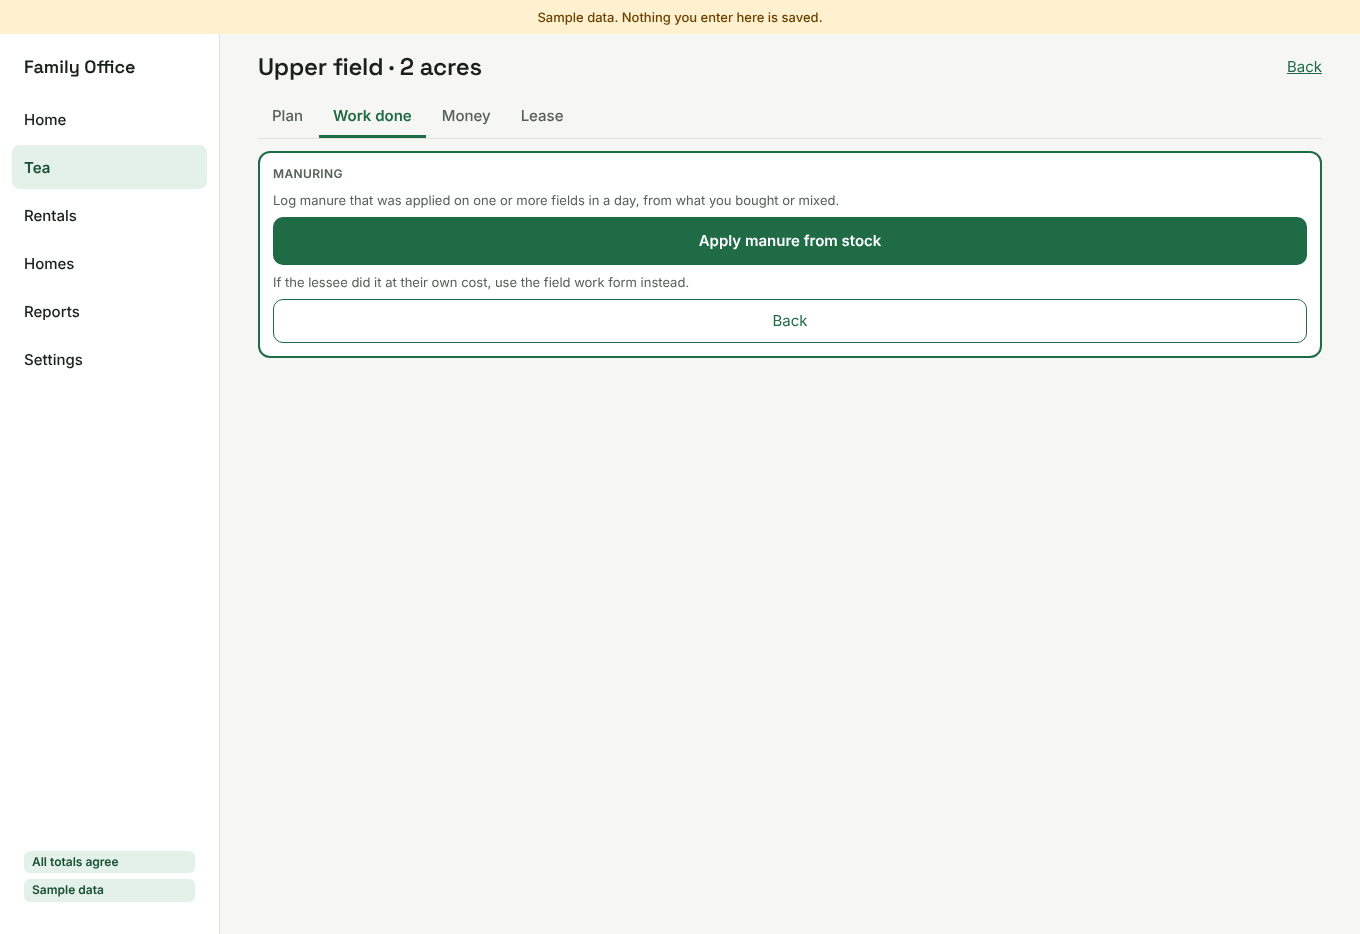 Sample data. Nothing you enter here is saved.
Family Office
Home
Tea
Rentals
Homes
Reports
Settings
All totals agree
Sample data
Upper field · 2 acres
Back
Plan
Work done
Money
Lease
MANURING
Log manure that was applied on one or more fields in a day, from what you bought or mixed.
Apply manure from stock
If the lessee did it at their own cost, use the field work form instead.
Back